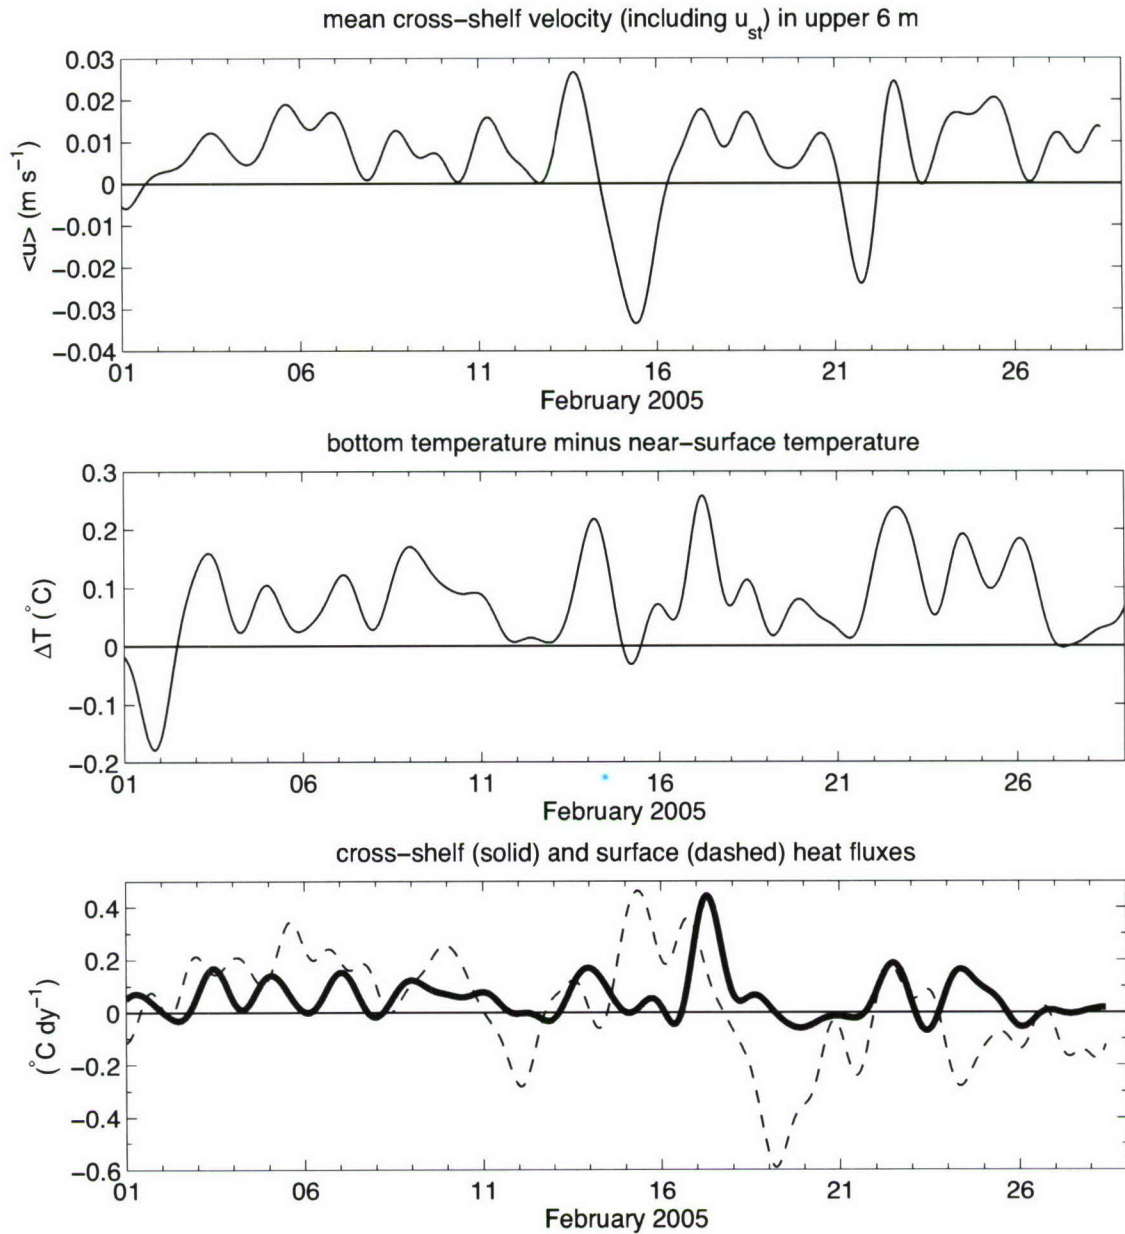 mean cross−shelf velocity (including u_st) in upper 6 m
0.03
0.02
0.01
0
−0.01
−0.02
−0.03
−0.04
<u> (m s⁻¹)
01 06 11 16 21 26
February 2005
bottom temperature minus near−surface temperature
0.3
0.2
0.1
0
−0.1
−0.2
ΔT (°C)
01 06 11 16 21 26
February 2005
cross−shelf (solid) and surface (dashed) heat fluxes
0.4
0.2
0
−0.2
−0.4
−0.6
(°C dy⁻¹)
01 06 11 16 21 26
February 2005